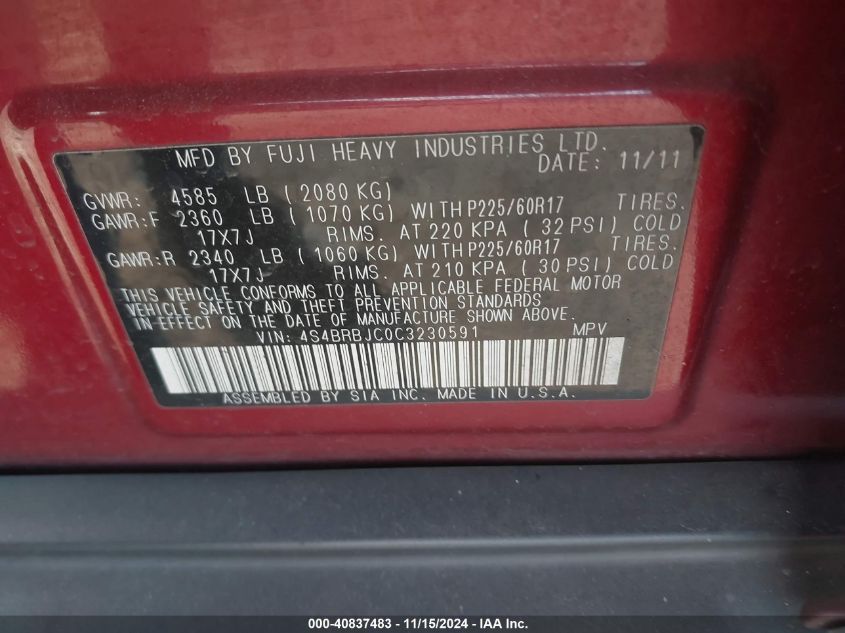 MFD BY FUJI HEAVY INDUSTRIES LTD.
DATE: 11/11
GVWR: 4585 LB ( 2080 KG)
GAWR:F 2360 LB ( 1070 KG) WITH P225/60R17 TIRES.
17X7J RIMS. AT 220 KPA ( 32 PSI) COLD
GAWR:R 2340 LB ( 1060 KG) WITH P225/60R17 TIRES.
17X7J RIMS. AT 210 KPA ( 30 PSI) COLD
THIS VEHICLE CONFORMS TO ALL APPLICABLE FEDERAL MOTOR
VEHICLE SAFETY AND THEFT PREVENTION STANDARDS
IN EFFECT ON THE DATE OF MANUFACTURE SHOWN ABOVE.
VIN: 4S4BRBJC0C3230591 MPV
ASSEMBLED BY SIA INC. MADE IN U.S.A.
000-40837483 - 11/15/2024 - IAA Inc.